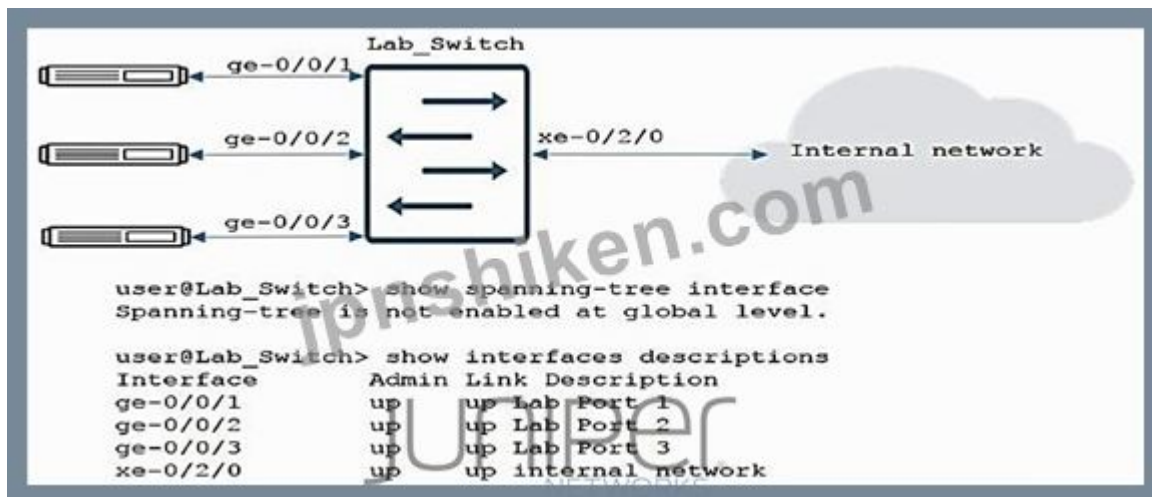 Lab_Switch
ge-0/0/1
ge-0/0/2
xe-0/2/0
Internal network
ge-0/0/3
jpnshiken.com
user@Lab_Switch> show spanning-tree interface
Spanning-tree is not enabled at global level.
user@Lab_Switch> show interfaces descriptions
Interface Admin Link Description
ge-0/0/1 up up Lab Port 1
ge-0/0/2 up up Lab Port 2
ge-0/0/3 up up Lab Port 3
xe-0/2/0 up up internal network
Juniper
NETWORKS